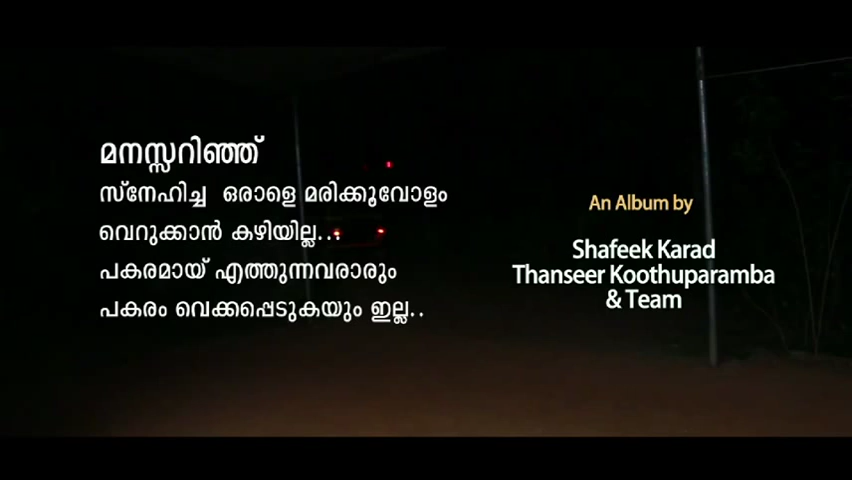 മനസ്സറിഞ്ഞ്
സ്നേഹിച്ച ഒരാളെ മരിക്കൂവോളം
വെറുക്കാൻ കഴിയില്ല...
പകരമായ് എത്തുന്നവരാരും
പകരം വെക്കപ്പെടുകയും ഇല്ല..
An Album by
Shafeek Karad
Thanseer Koothuparamba
& Team